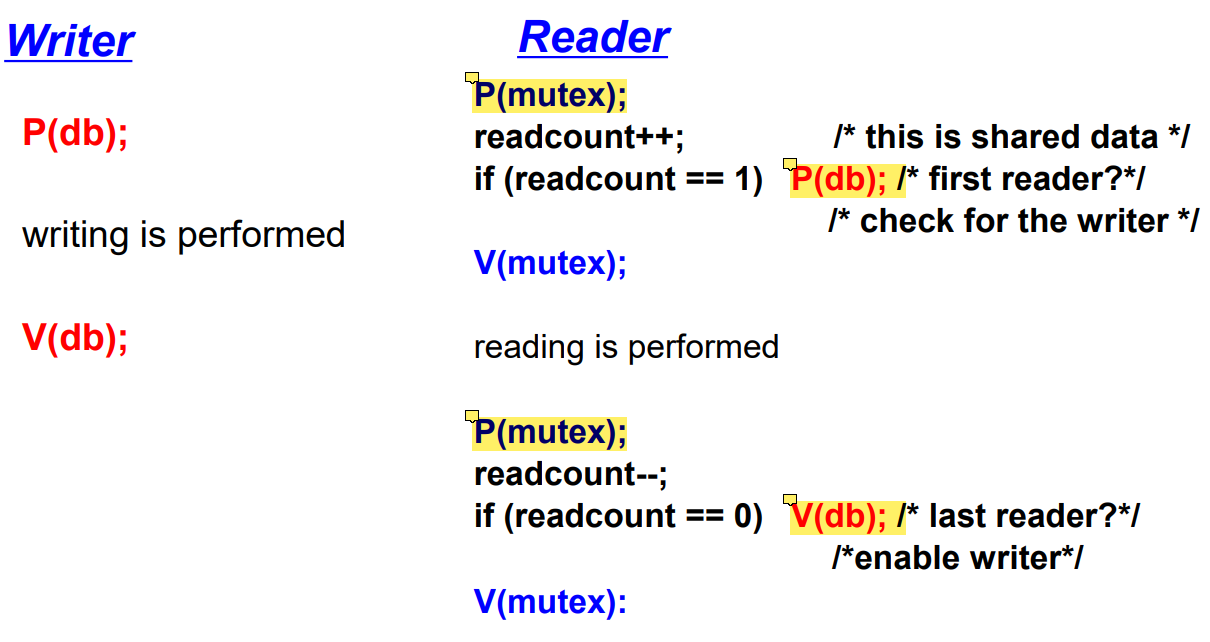 Writer
P(db);
writing is performed
V(db);
Reader
P(mutex);
readcount++; /* this is shared data */
if (readcount == 1) P(db); /* first reader?*/
/* check for the writer */
V(mutex);
reading is performed
P(mutex);
readcount--;
if (readcount == 0) V(db); /* last reader?*/
/*enable writer*/
V(mutex):